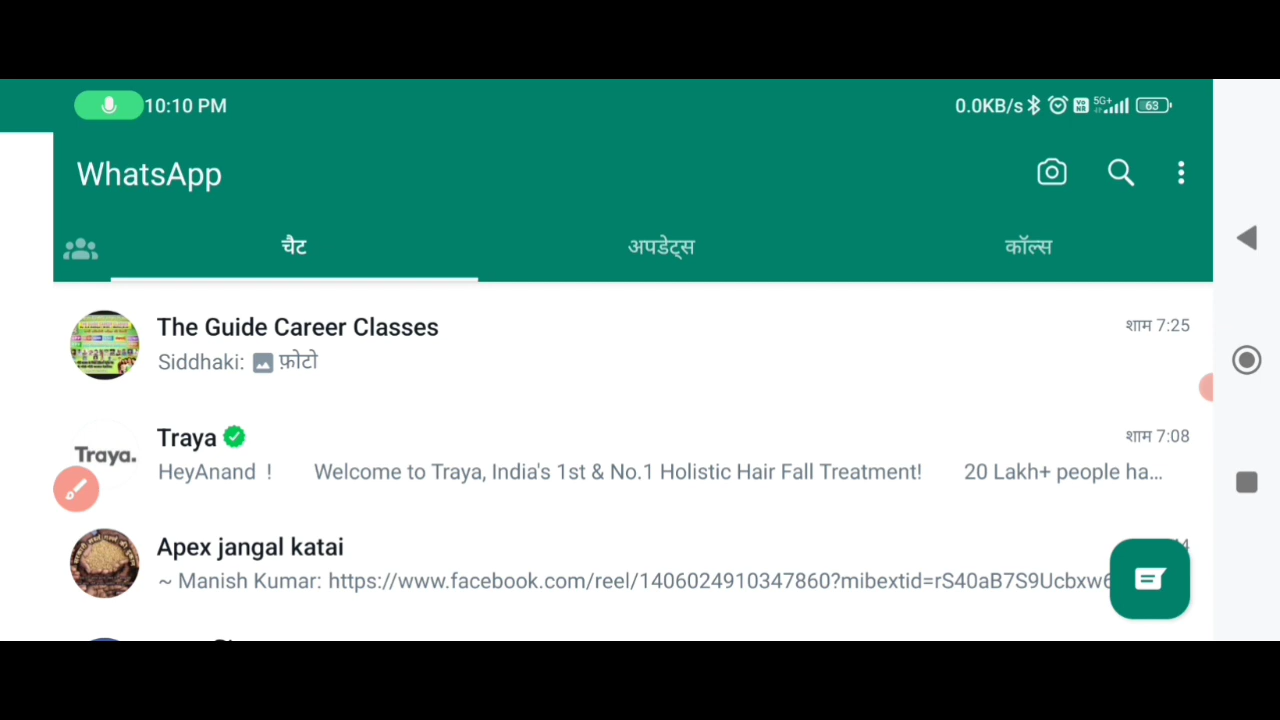 10:10 PM
0.0KB/s 5G+ 63
WhatsApp
चैट अपडेट्स कॉल्स
The Guide Career Classes शाम 7:25
Siddhaki: फ़ोटो
Traya शाम 7:08
Traya.
HeyAnand ! Welcome to Traya, India's 1st & No.1 Holistic Hair Fall Treatment! 20 Lakh+ people ha...
Apex jangal katai
~ Manish Kumar: https://www.facebook.com/reel/1406024910347860?mibextid=rS40aB7S9Ucbxw6